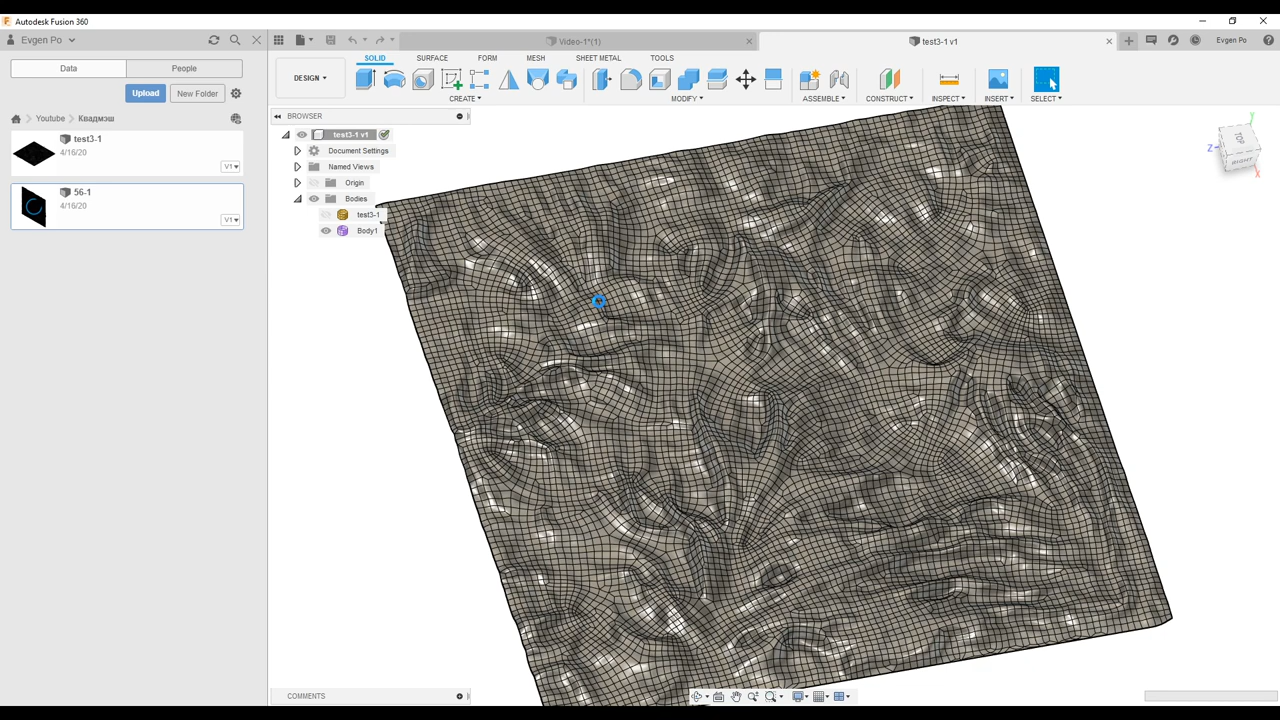 Autodesk Fusion 360
Evgen Po
Video-1*(1)
test3-1 v1
Evgen Po
Data
People
Upload
New Folder
Youtube
Квадмэш
test3-1
4/16/20
V1
56-1
4/16/20
V1
SOLID
SURFACE
FORM
MESH
SHEET METAL
TOOLS
DESIGN
CREATE
MODIFY
ASSEMBLE
CONSTRUCT
INSPECT
INSERT
SELECT
BROWSER
test3-1 v1
Document Settings
Named Views
Origin
Bodies
test3-1
Body1
TOP
RIGHT
Y
Z
X
COMMENTS